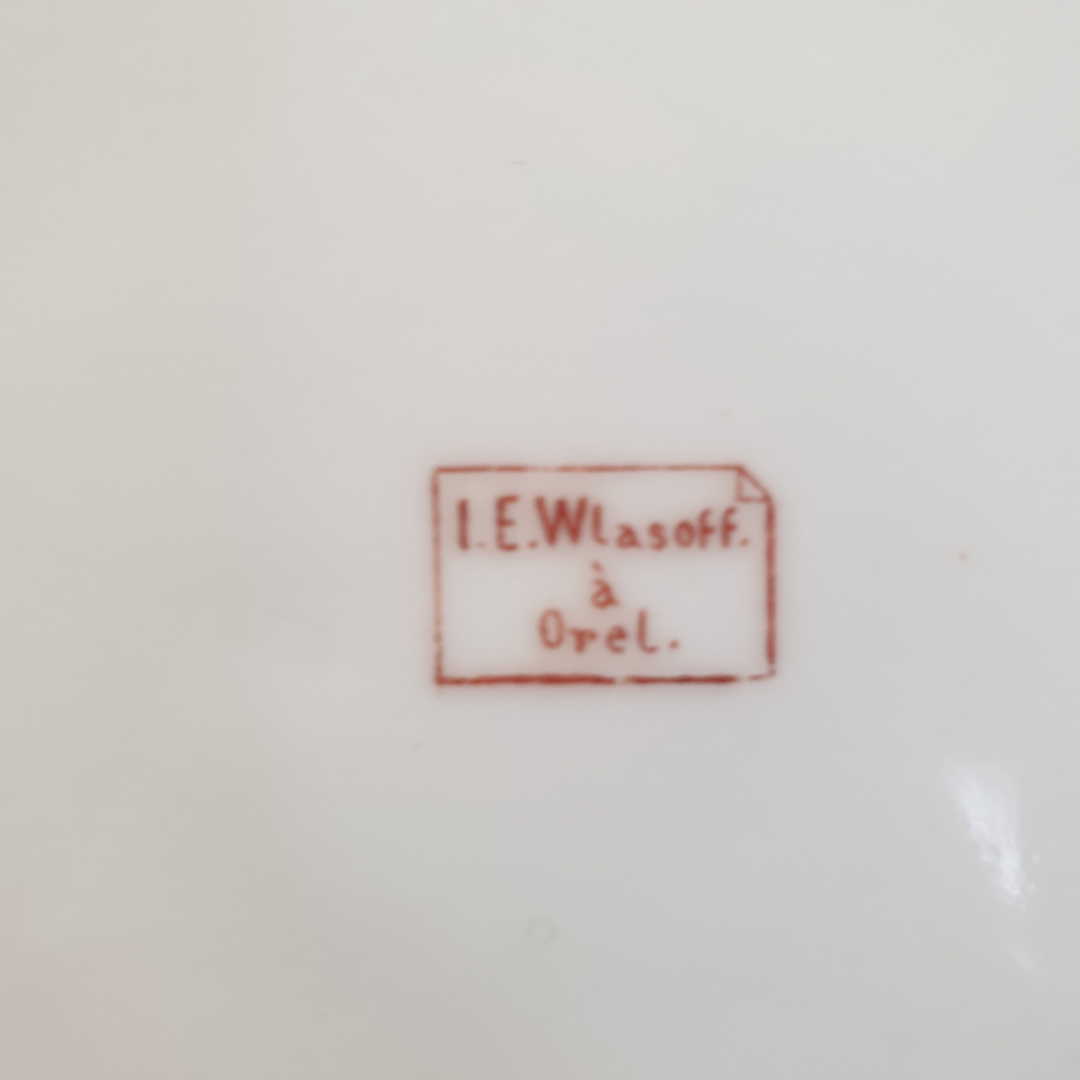 I.E.Wlasoff.
à
Orel.